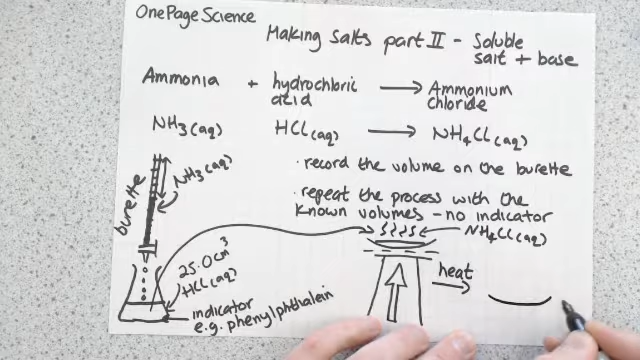 OnePageScience
Making Salts part II - Soluble
salt + base
Ammonia + hydrochloric → Ammonium
acid chloride
NH3(aq) HCl(aq) → NH4Cl(aq)
burette
NH3(aq)
· record the volume on the burette
· repeat the process with the
known volumes - no indicator
NH4Cl(aq)
25.0cm³
HCl(aq)
heat
indicator
e.g. phenylphthalein